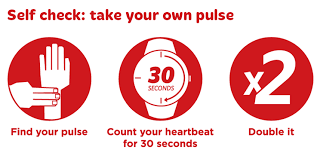 Self check: take your own pulse
30
SECONDS
x2
Find your pulse
Count your heartbeat
for 30 seconds
Double it